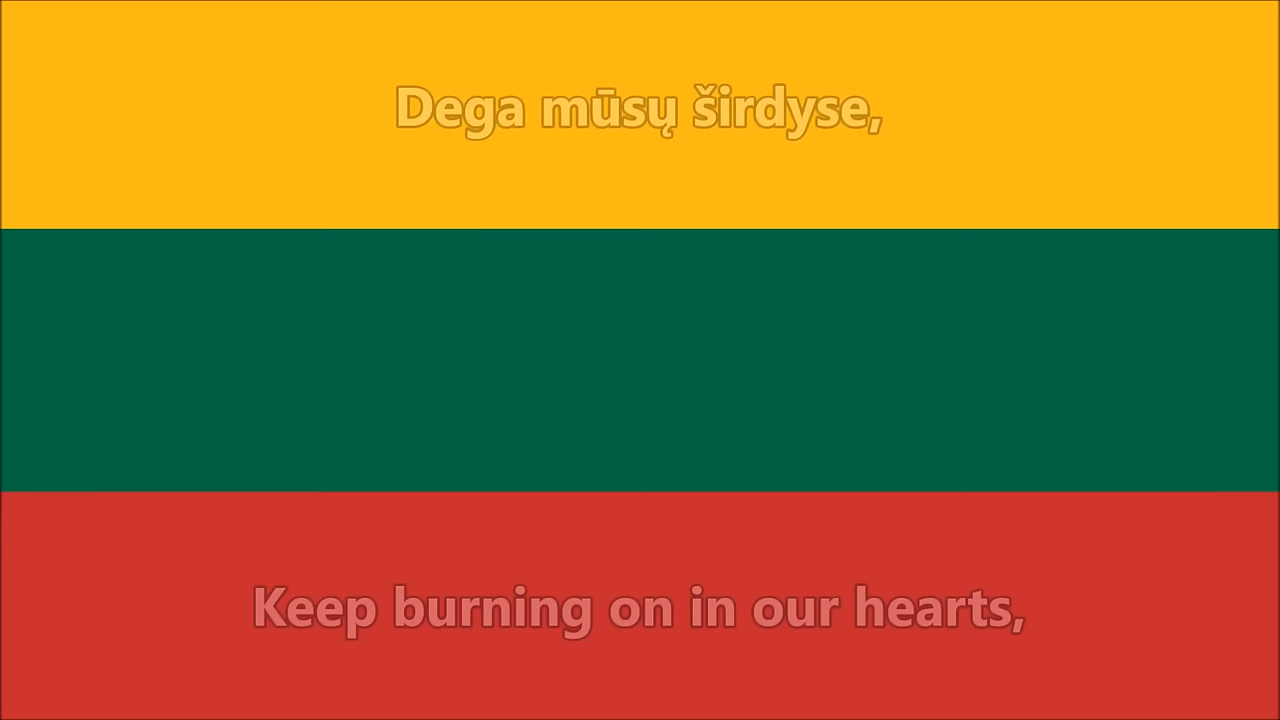 Dega mūsų širdyse,
Keep burning on in our hearts,